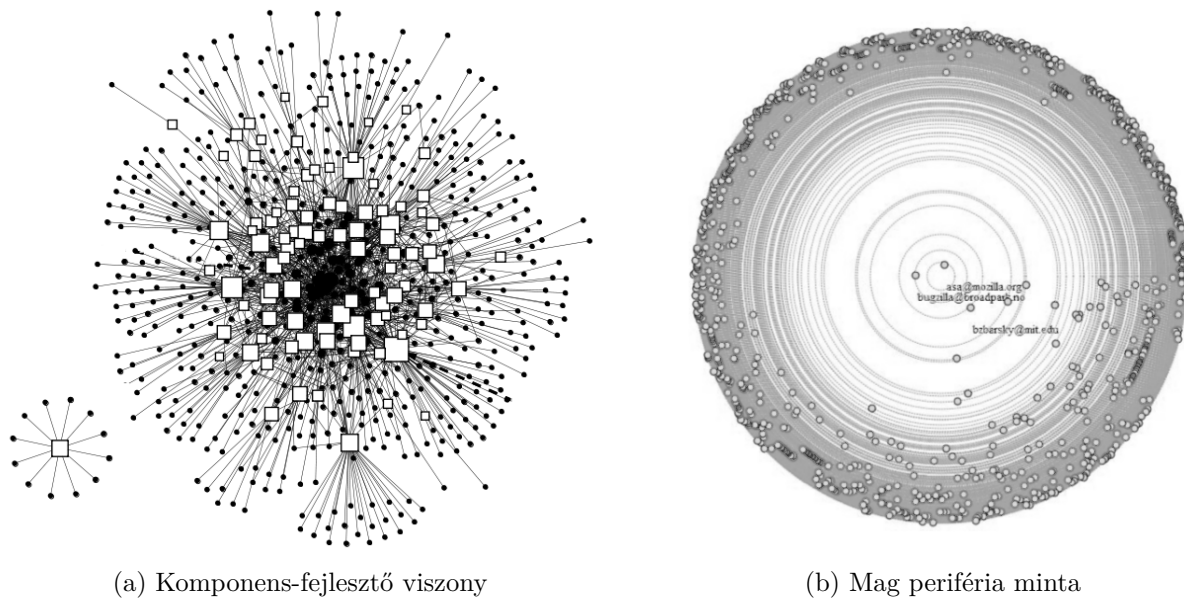 asa@mozilla.org
bugzilla@broadpark.no
bzbarsky@mit.edu
(a) Komponens-fejlesztő viszony
(b) Mag periféria minta